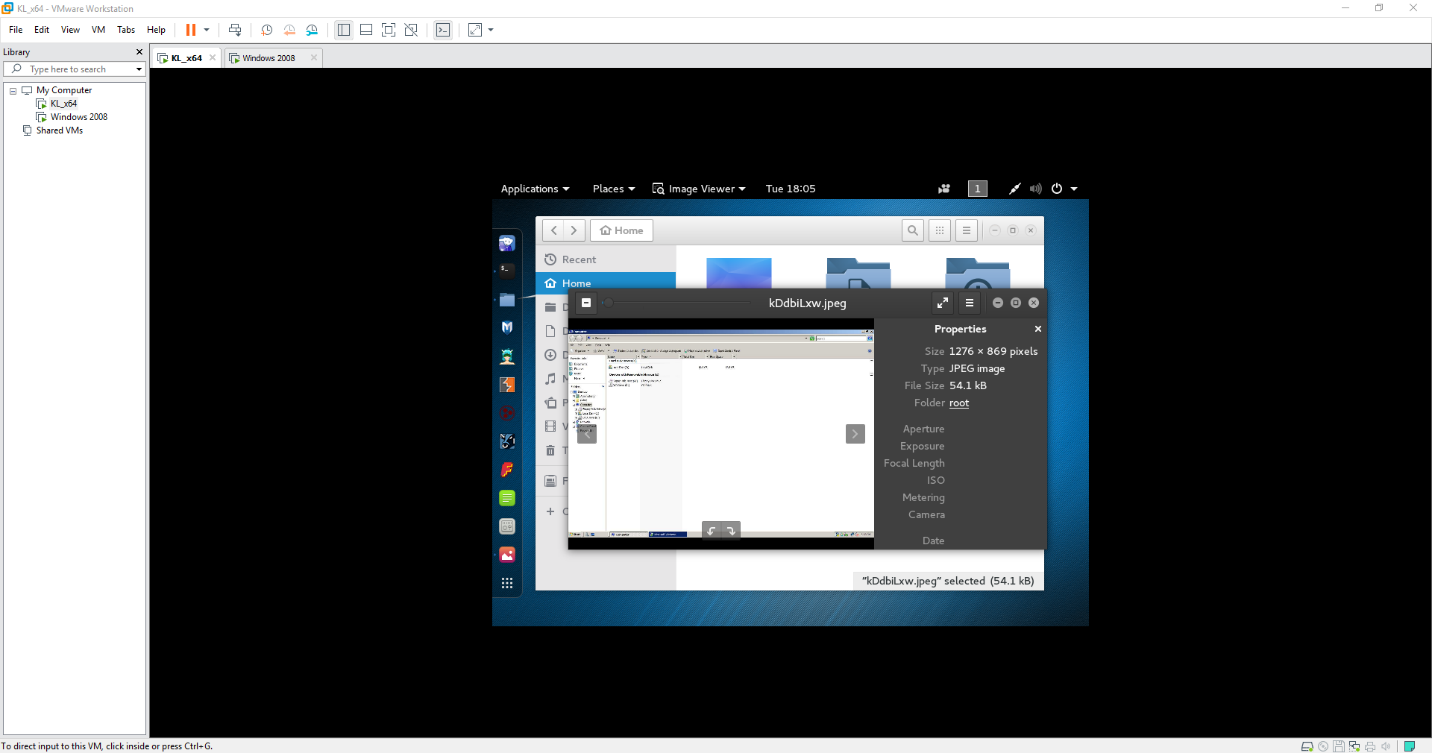 KL_x64 - VMware Workstation
File Edit View VM Tabs Help
Library
Type here to search
My Computer
KL_x64
Windows 2008
Shared VMs
KL_x64
Windows 2008
Applications Places Image Viewer Tue 18:05 1
Home
Recent
Home
kDdbiLxw.jpeg
Properties
Size 1276 × 869 pixels
Type JPEG image
File Size 54.1 kB
Folder root
Aperture
Exposure
Focal Length
ISO
Metering
Camera
Date
"kDdbiLxw.jpeg" selected (54.1 kB)
To direct input to this VM, click inside or press Ctrl+G.